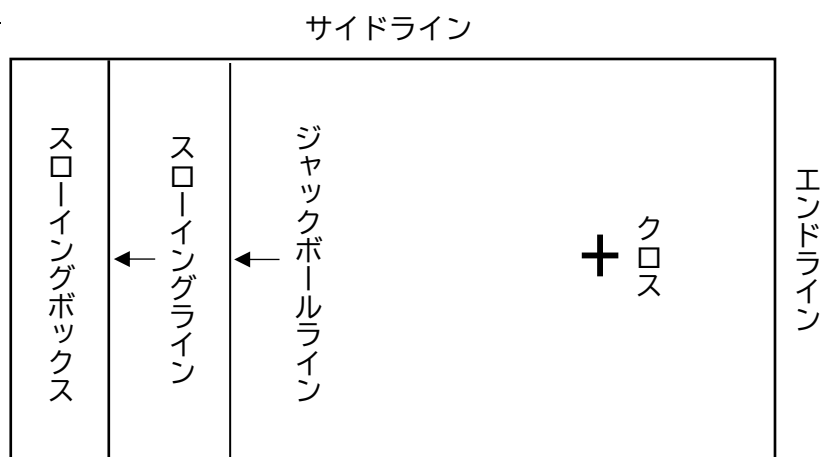 サイドライン
スローイングボックス
スローイングライン
ジャックボールライン
クロス
エンドライン